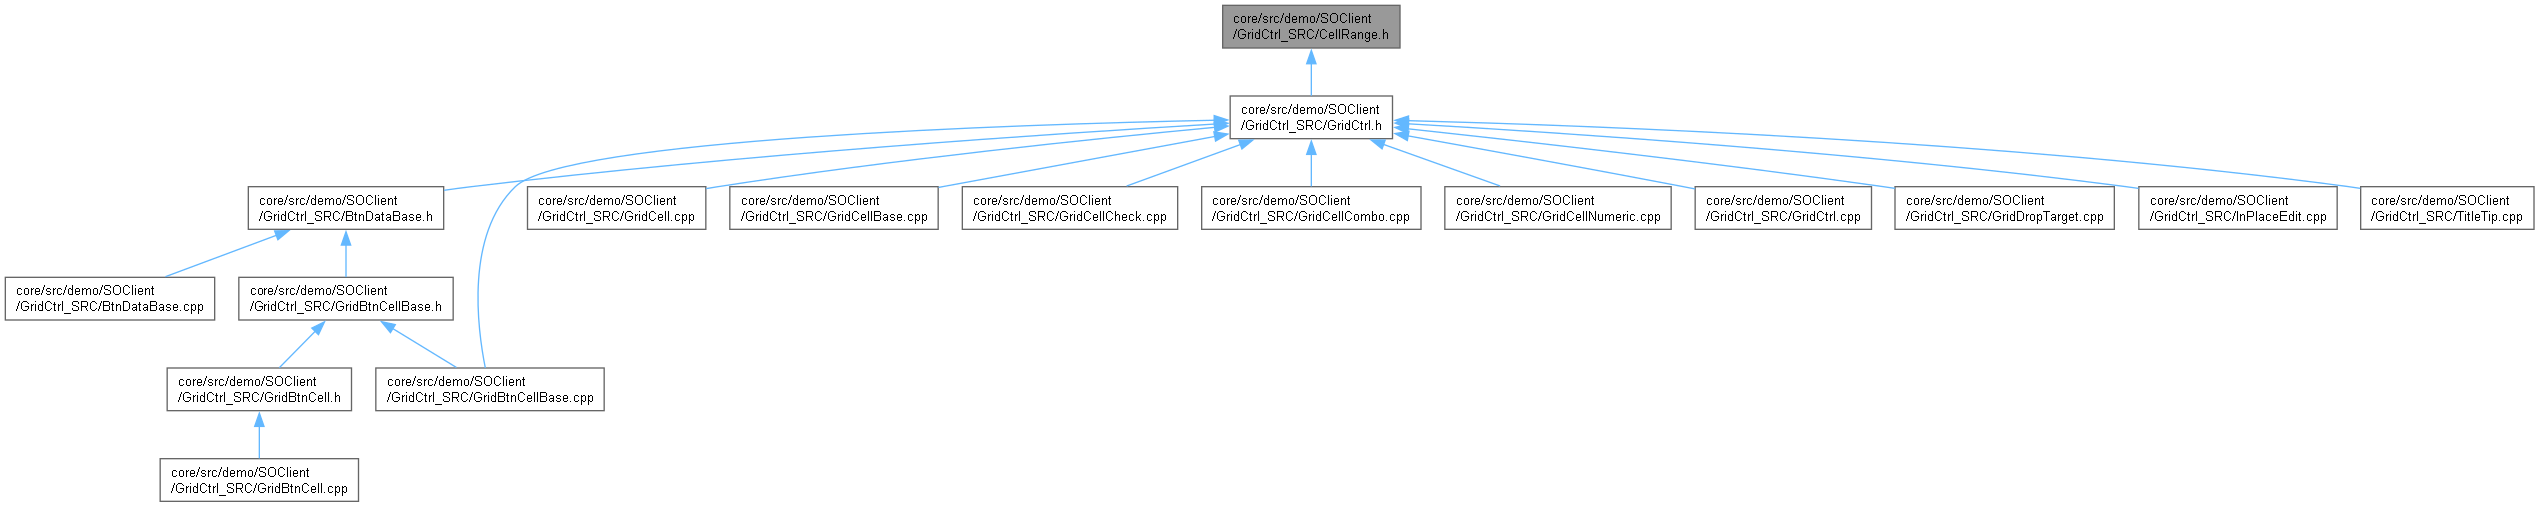 core/src/demo/SOClient
/GridCtrl_SRC/CellRange.h
core/src/demo/SOClient
/GridCtrl_SRC/GridCtrl.h
core/src/demo/SOClient
/GridCtrl_SRC/BtnDataBase.h
core/src/demo/SOClient
/GridCtrl_SRC/GridCell.cpp
core/src/demo/SOClient
/GridCtrl_SRC/GridCellBase.cpp
core/src/demo/SOClient
/GridCtrl_SRC/GridCellCheck.cpp
core/src/demo/SOClient
/GridCtrl_SRC/GridCellCombo.cpp
core/src/demo/SOClient
/GridCtrl_SRC/GridCellNumeric.cpp
core/src/demo/SOClient
/GridCtrl_SRC/GridCtrl.cpp
core/src/demo/SOClient
/GridCtrl_SRC/GridDropTarget.cpp
core/src/demo/SOClient
/GridCtrl_SRC/InPlaceEdit.cpp
core/src/demo/SOClient
/GridCtrl_SRC/TitleTip.cpp
core/src/demo/SOClient
/GridCtrl_SRC/BtnDataBase.cpp
core/src/demo/SOClient
/GridCtrl_SRC/GridBtnCellBase.h
core/src/demo/SOClient
/GridCtrl_SRC/GridBtnCell.h
core/src/demo/SOClient
/GridCtrl_SRC/GridBtnCellBase.cpp
core/src/demo/SOClient
/GridCtrl_SRC/GridBtnCell.cpp